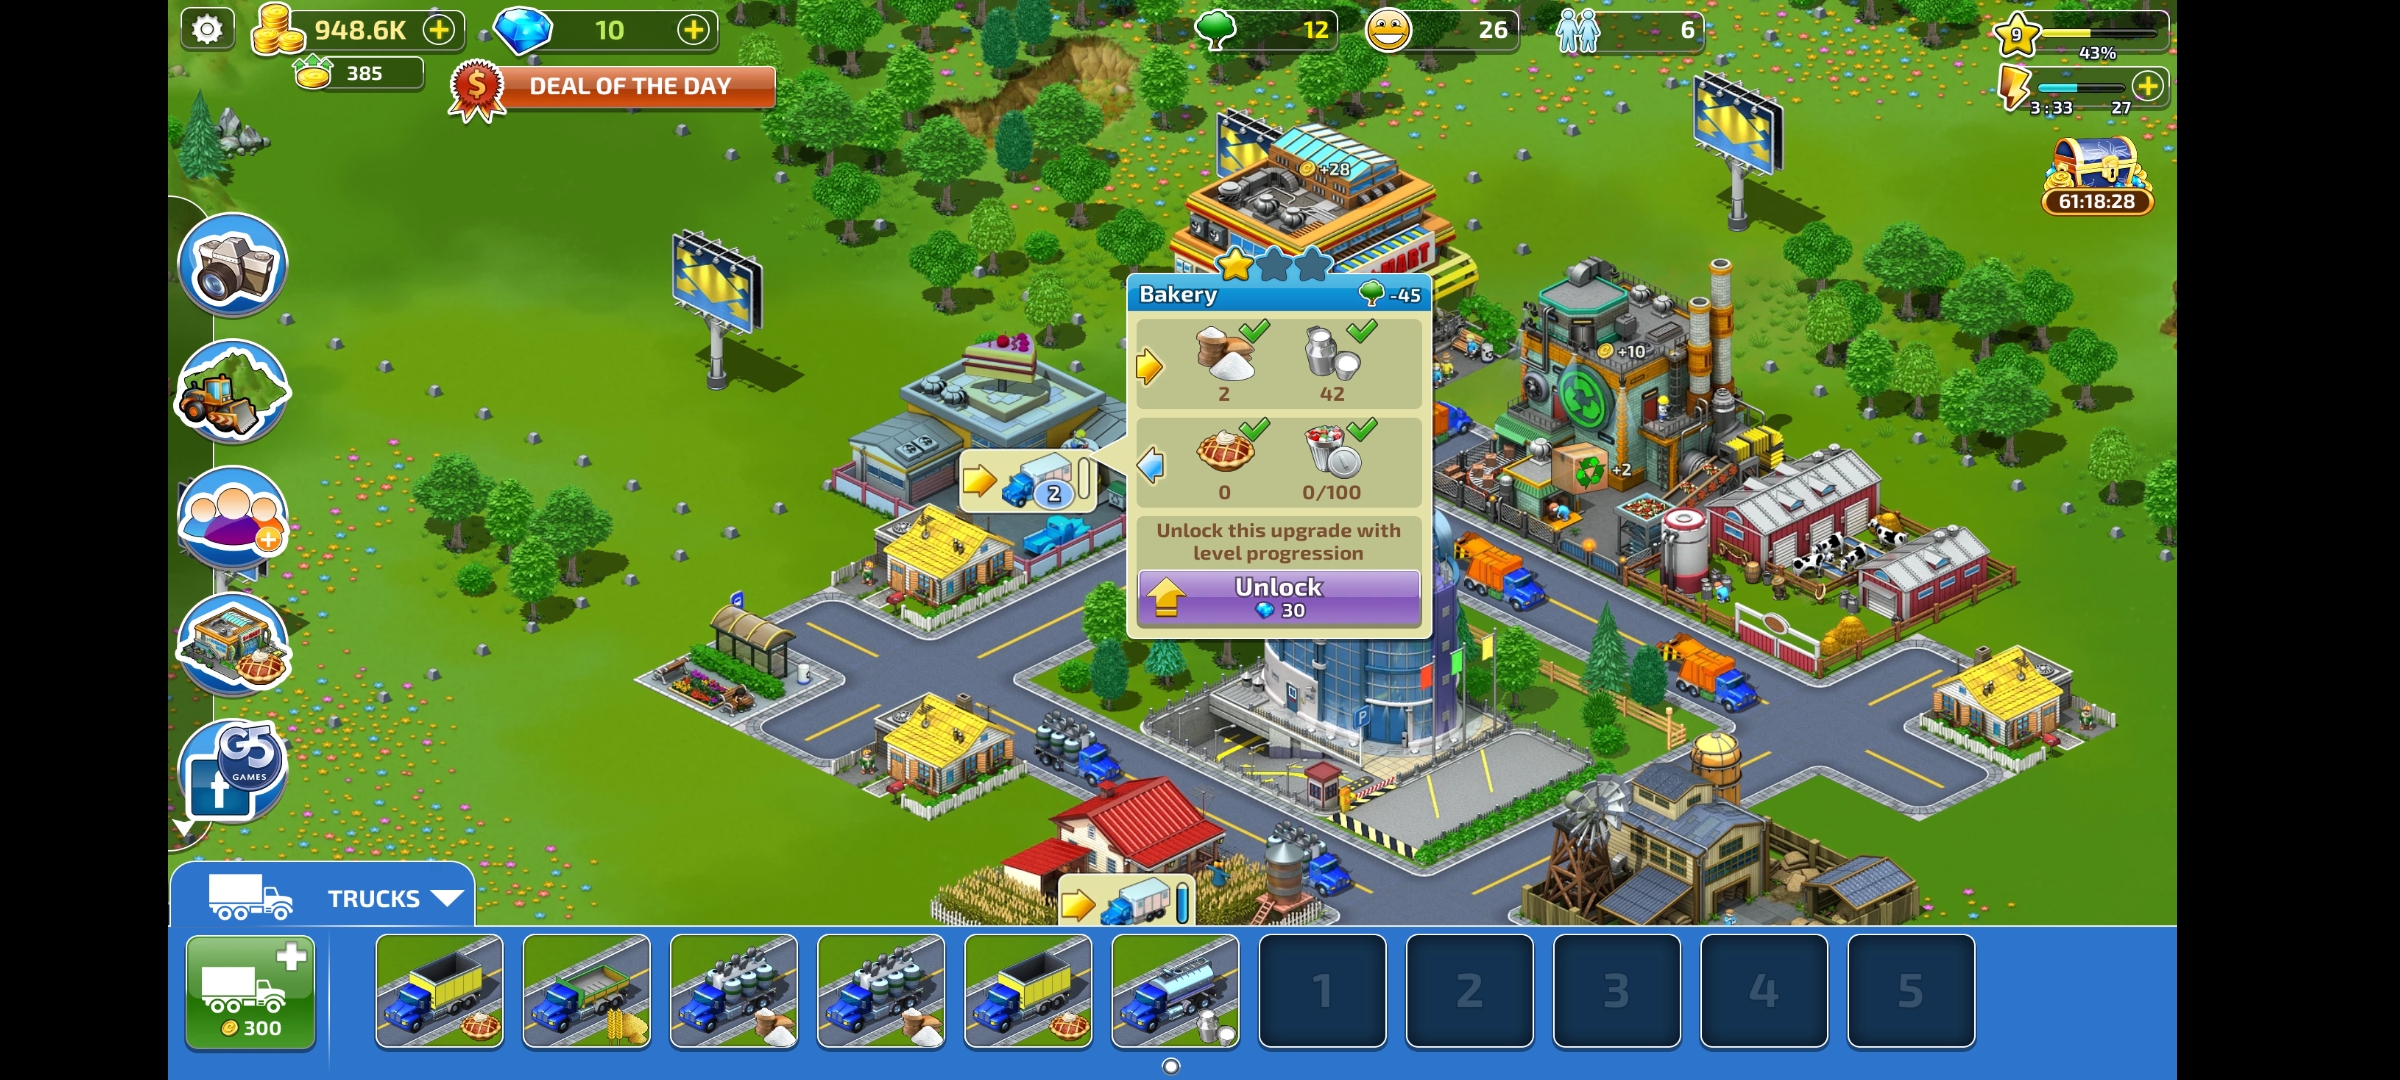 948.6K
10
12
26
6
9
43%
385
DEAL OF THE DAY
3:33
27
+28
61:18:28
MART
Bakery
-45
2
42
+10
+2
0
0/100
2
Unlock this upgrade with
level progression
Unlock
30
P
G5
GAMES
f
TRUCKS
300
1
2
3
4
5